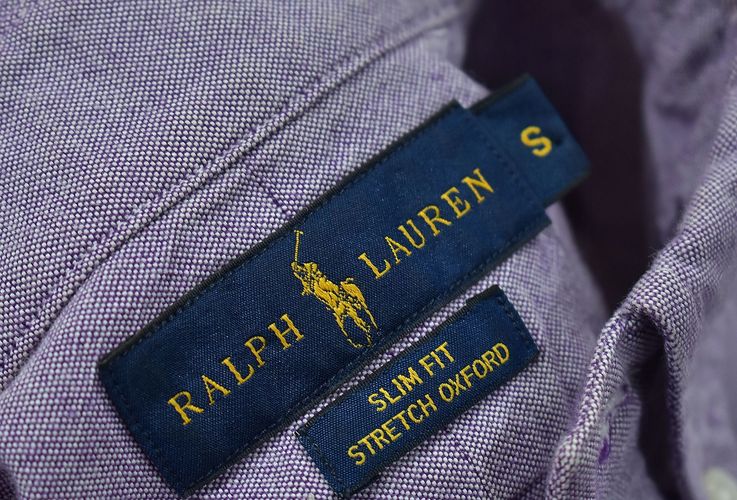 RALPH LAUREN
S
SLIM FIT
STRETCH OXFORD